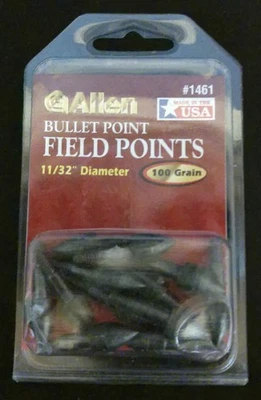 #1461
Allen
MADE IN THE
USA
BULLET POINT
FIELD POINTS
11/32" Diameter
100 Grain